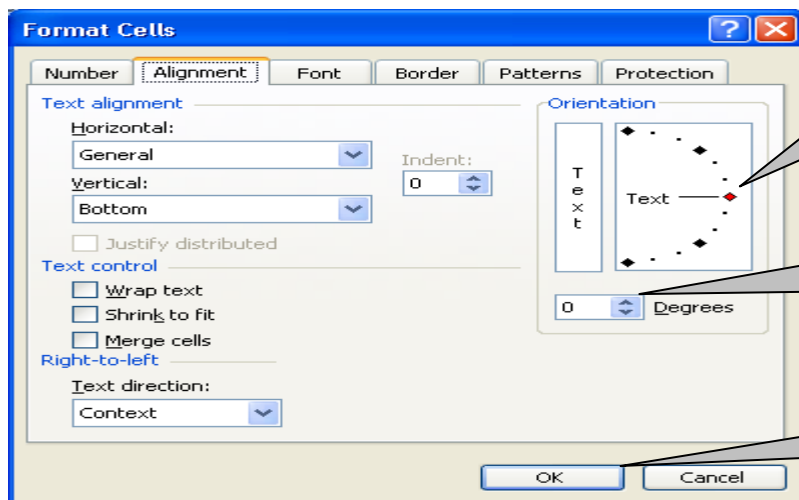 Format Cells
Number Alignment Font Border Patterns Protection
Text alignment
Horizontal:
General
Indent:
0
Vertical:
Bottom
Justify distributed
Text control
Wrap text
Shrink to fit
Merge cells
Right-to-left
Text direction:
Context
Orientation
Text
Text
0 Degrees
OK Cancel